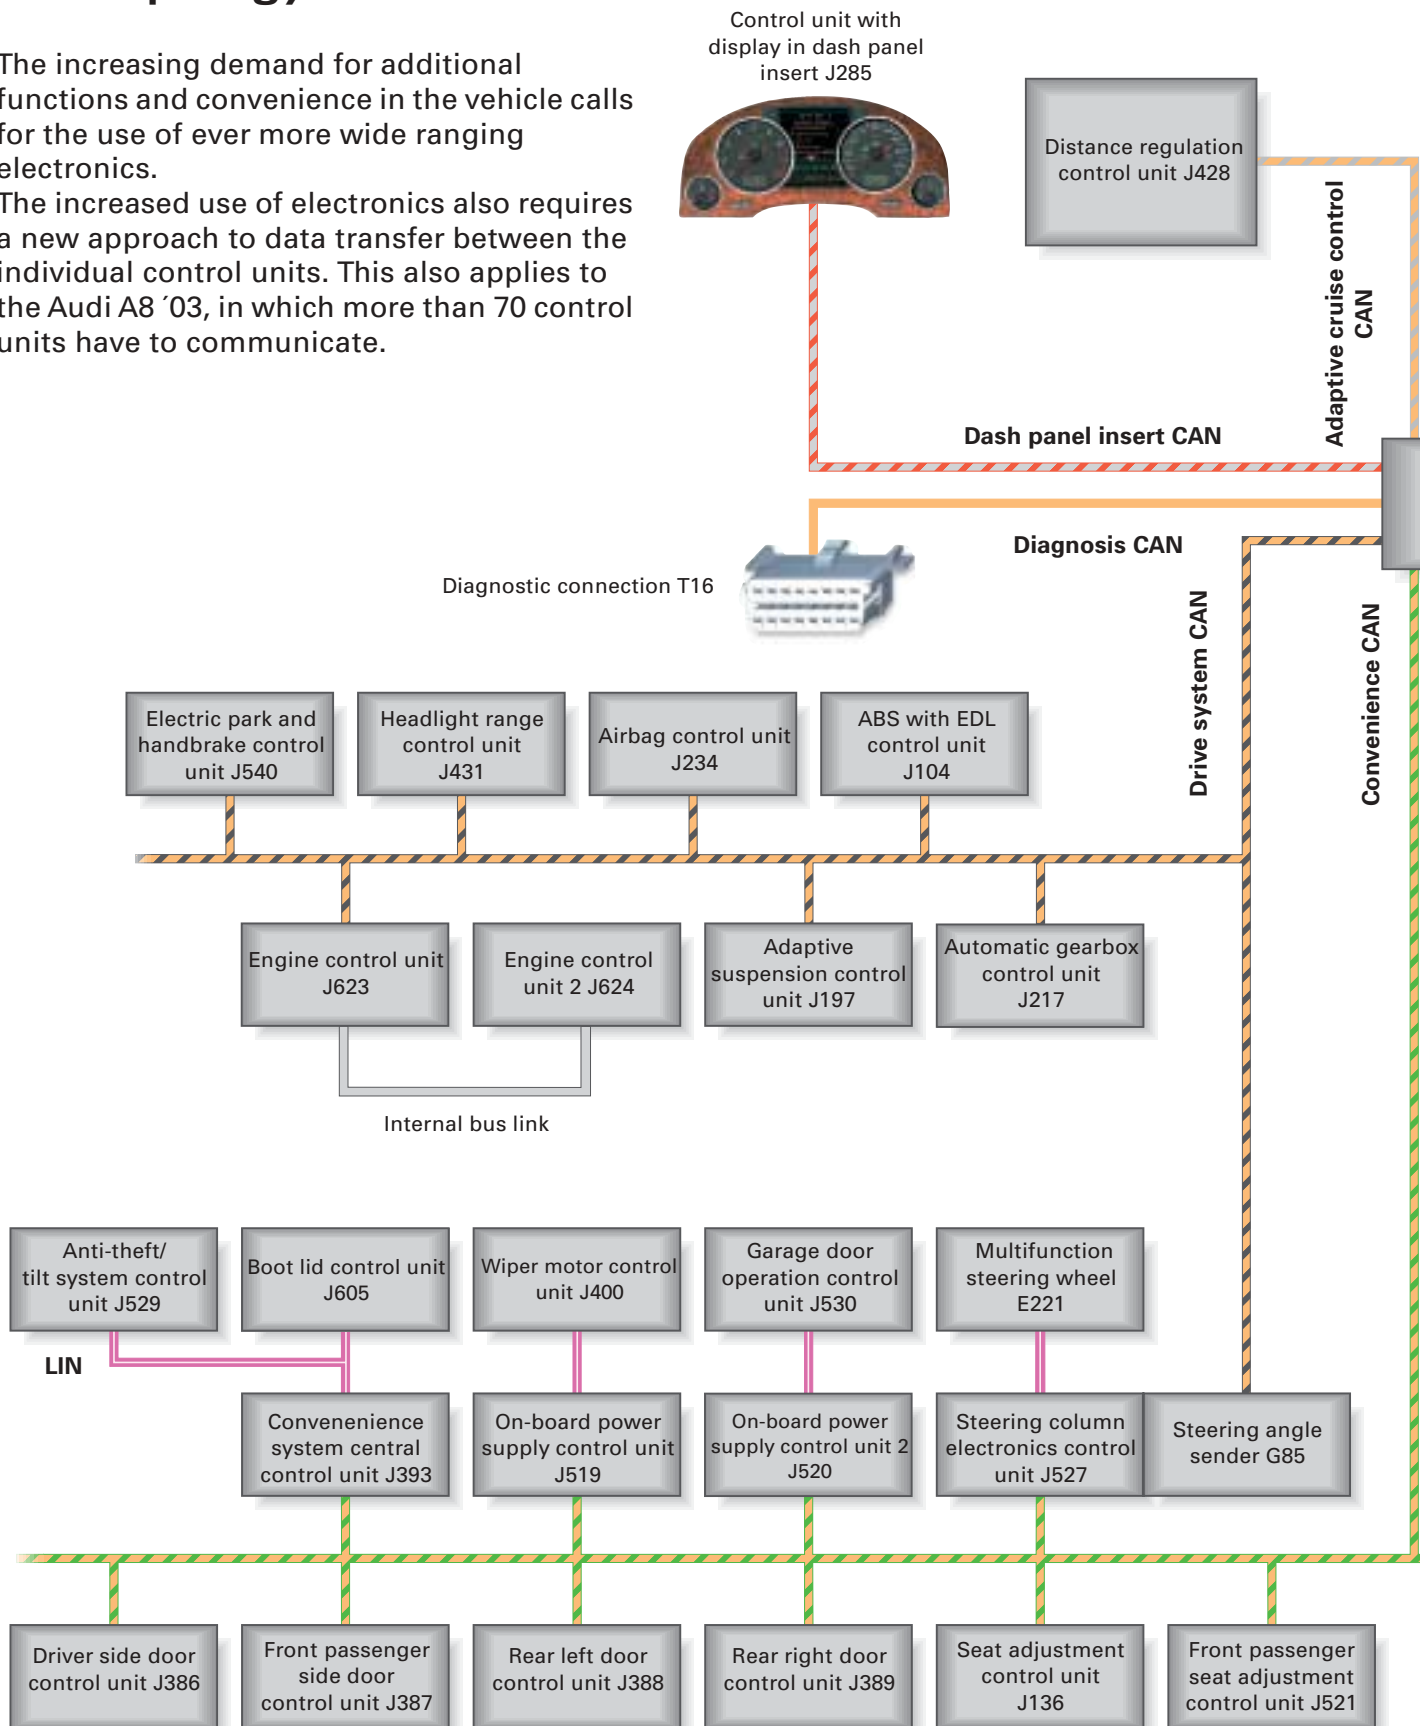 The increasing demand for additional
functions and convenience in the vehicle calls
for the use of ever more wide ranging
electronics.
The increased use of electronics also requires
a new approach to data transfer between the
individual control units. This also applies to
the Audi A8 ´03, in which more than 70 control
units have to communicate.
Control unit with
display in dash panel
insert J285
Distance regulation
control unit J428
Adaptive cruise control
CAN
Dash panel insert CAN
Diagnosis CAN
Diagnostic connection T16
Drive system CAN
Convenience CAN
Electric park and
handbrake control
unit J540
Headlight range
control unit
J431
Airbag control unit
J234
ABS with EDL
control unit
J104
Engine control unit
J623
Engine control
unit 2 J624
Adaptive
suspension control
unit J197
Automatic gearbox
control unit
J217
Internal bus link
Anti-theft/
tilt system control
unit J529
Boot lid control unit
J605
Wiper motor control
unit J400
Garage door
operation control
unit J530
Multifunction
steering wheel
E221
LIN
Convenenience
system central
control unit J393
On-board power
supply control unit
J519
On-board power
supply control unit 2
J520
Steering column
electronics control
unit J527
Steering angle
sender G85
Driver side door
control unit J386
Front passenger
side door
control unit J387
Rear left door
control unit J388
Rear right door
control unit J389
Seat adjustment
control unit
J136
Front passenger
seat adjustment
control unit J521